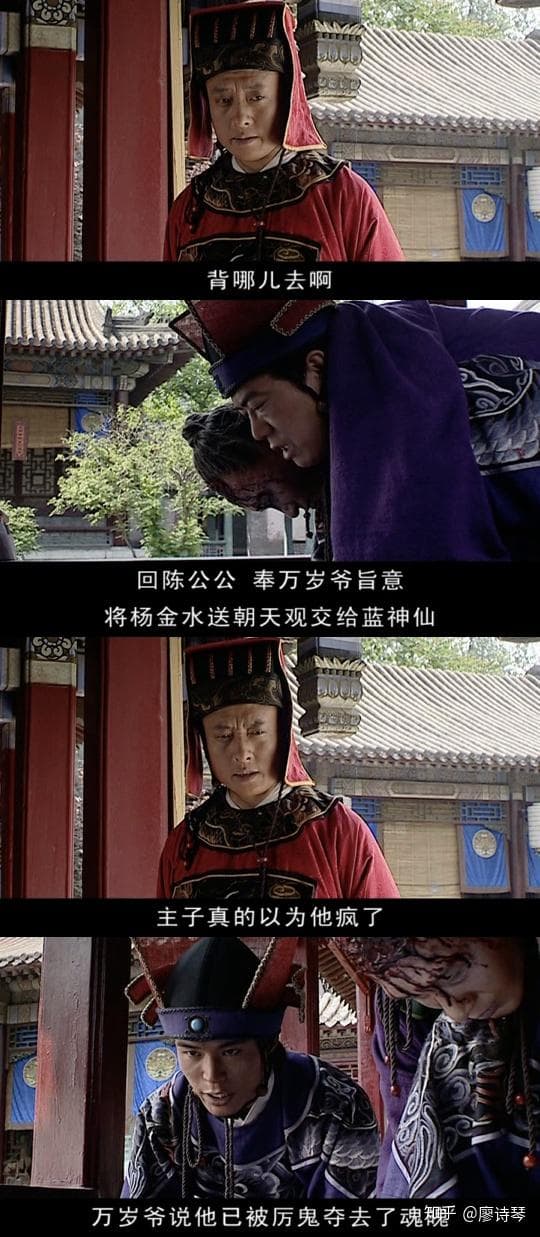 背哪儿去啊
回陈公公 奉万岁爷旨意
将杨金水送朝天观交给蓝神仙
主子真的以为他疯了
万岁爷说他已被厉鬼夺去了魂魄
知乎 @廖诗琴